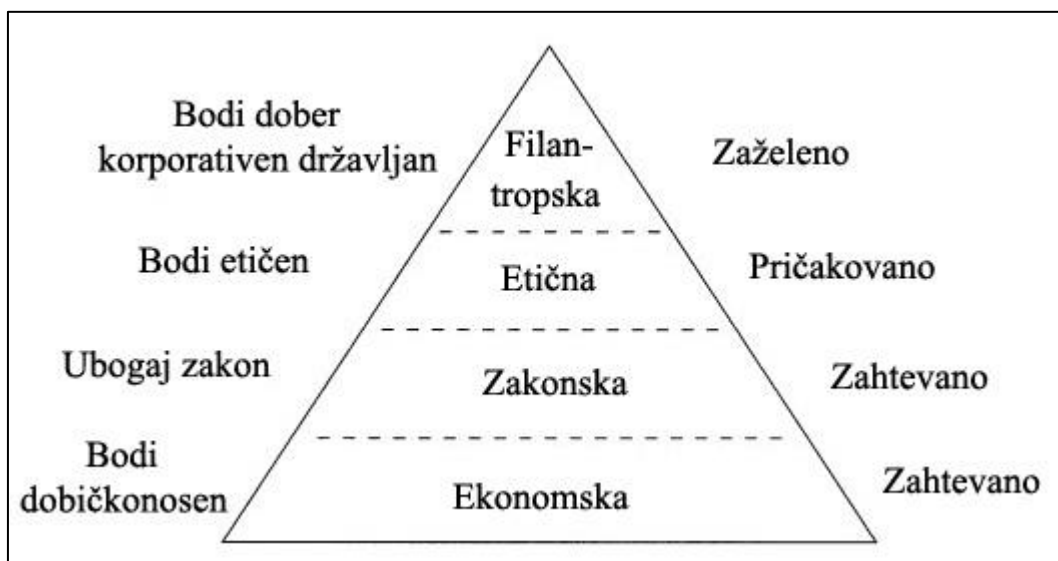 Bodi dober
korporativen državljan
Filan-
tropska
Zaželeno
Bodi etičen
Etična
Pričakovano
Ubogaj zakon
Zakonska
Zahtevano
Bodi
dobičkonosen
Ekonomska
Zahtevano